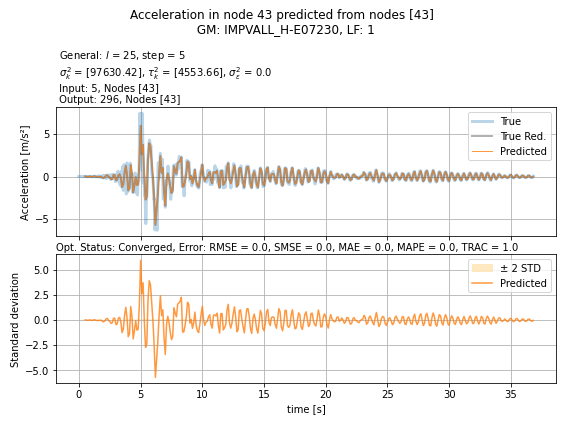 Acceleration in node 43 predicted from nodes [43]
GM: IMPVALL_H-E07230, LF: 1
General: l = 25, step = 5
σ²ₖ = [97630.42], τ²ₖ = [4553.66], σ²ε = 0.0
Input: 5, Nodes [43]
Output: 296, Nodes [43]
Acceleration [m/s²]
5
0
−5
True
True Red.
Predicted
Opt. Status: Converged, Error: RMSE = 0.0, SMSE = 0.0, MAE = 0.0, MAPE = 0.0, TRAC = 1.0
Standard deviation
5.0
2.5
0.0
−2.5
−5.0
± 2 STD
Predicted
0 5 10 15 20 25 30 35
time [s]